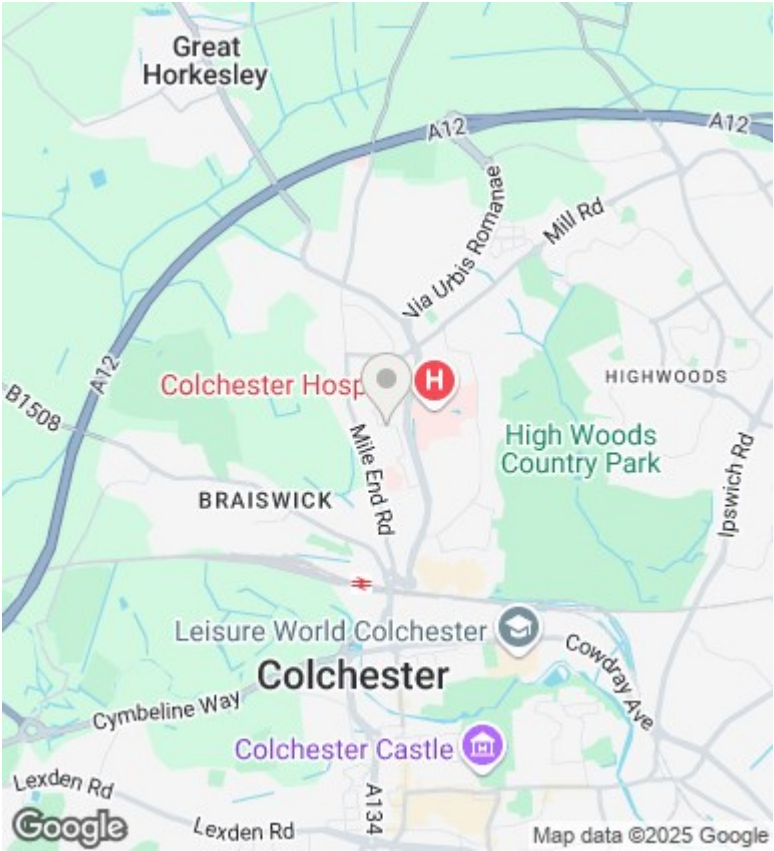 Great
Horkesley
A12
A12
Via Urbis Romanae
Mill Rd
A12
B1508
Colchester Hosp
H
HIGHWOODS
Mile End Rd
High Woods
Country Park
Ipswich Rd
BRAISWICK
Leisure World Colchester
Colchester
Cowdray Ave
Cymbeline Way
Colchester Castle
Lexden Rd
A134
Google
Lexden Rd
Map data ©2025 Google